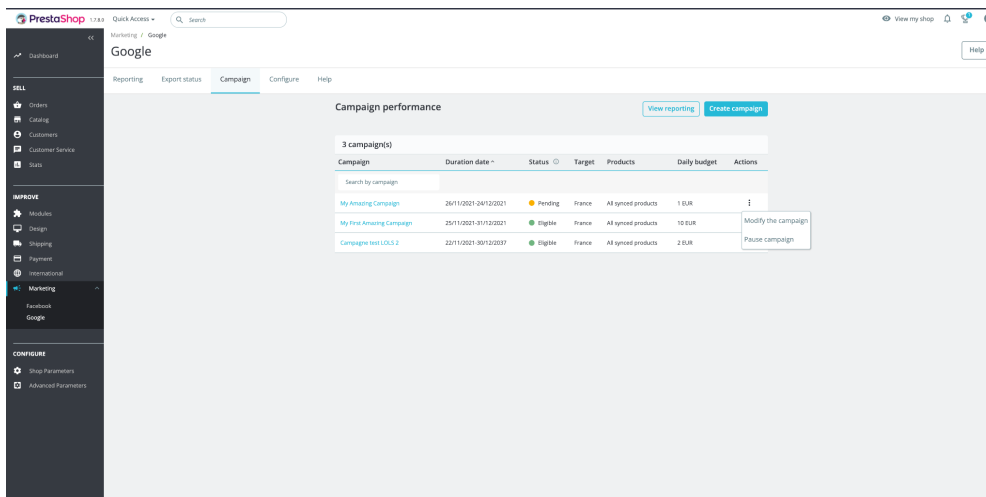 PrestaShop 1.7.8.0 Quick Access Search View my shop
Marketing / Google
Google
Help
Reporting Export status Campaign Configure Help
Dashboard
SELL
Orders
Catalog
Customers
Customer Service
Stats
IMPROVE
Modules
Design
Shipping
Payment
International
Marketing
Facebook
Google
CONFIGURE
Shop Parameters
Advanced Parameters
Campaign performance
View reporting Create campaign
3 campaign(s)
Campaign Duration date Status Target Products Daily budget Actions
Search by campaign
My Amazing Campaign 26/11/2021-24/12/2021 Pending France All synced products 1 EUR
My First Amazing Campaign 25/11/2021-31/12/2021 Eligible France All synced products 10 EUR
Campagne test LOLS 2 22/11/2021-30/12/2037 Eligible France All synced products 2 EUR
Modify the campaign
Pause campaign